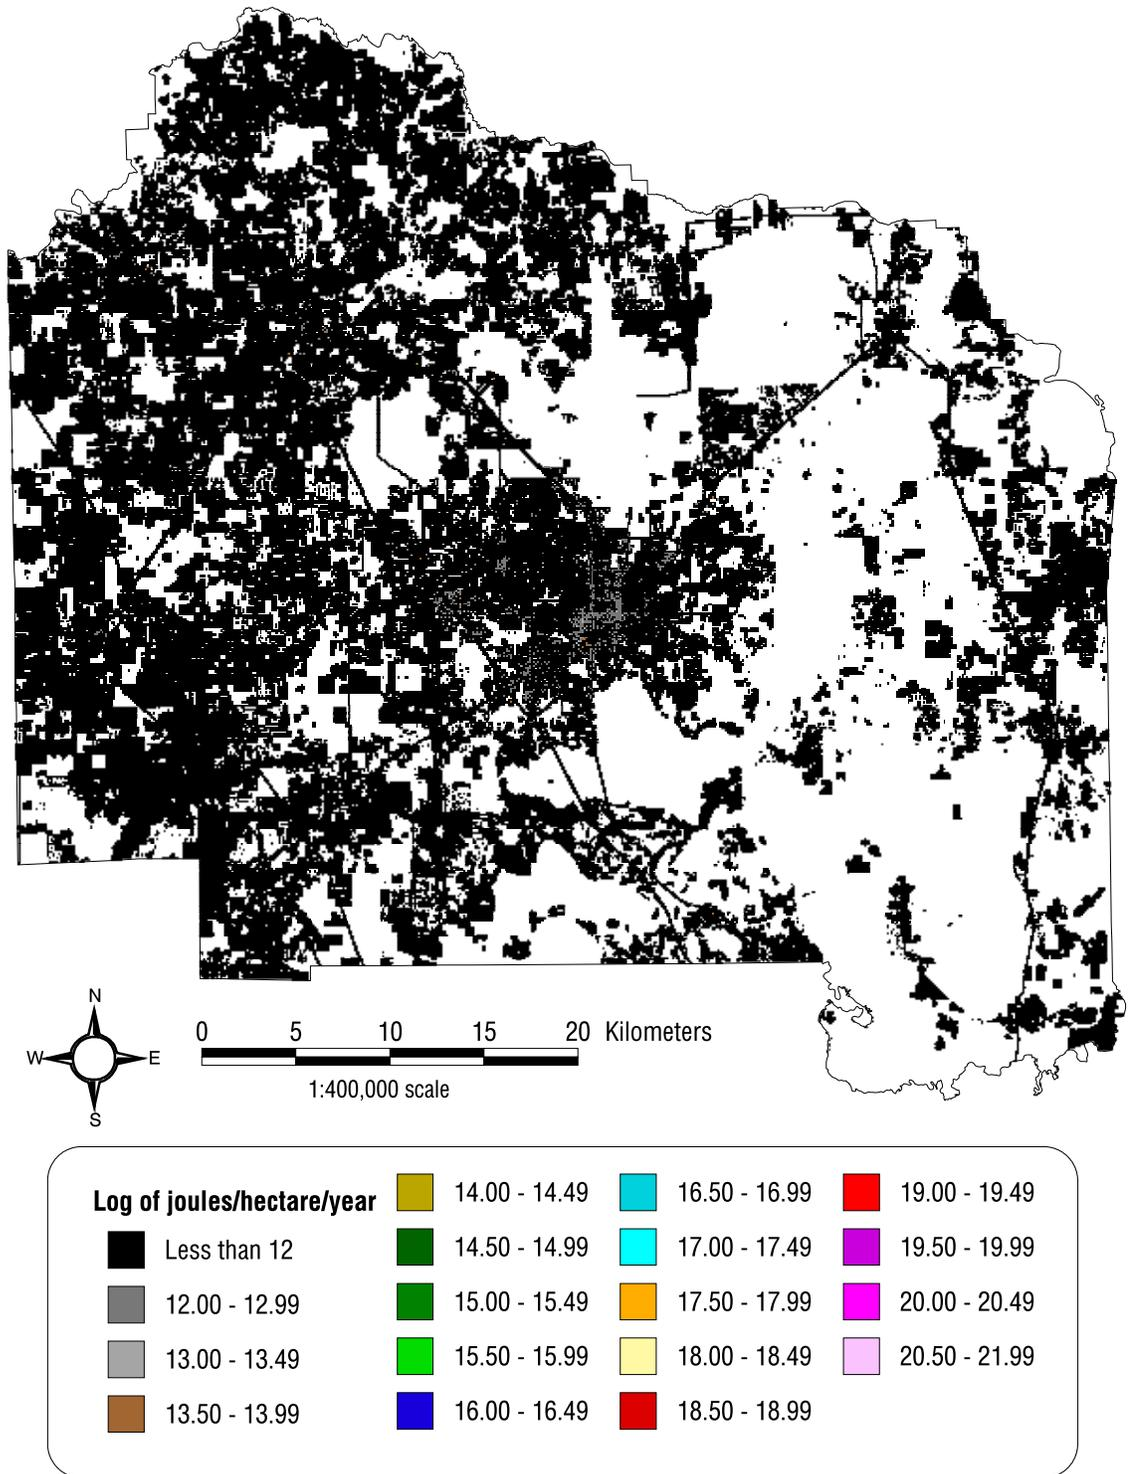 N
W E
S
0 5 10 15 20 Kilometers
1:400,000 scale
Log of joules/hectare/year
Less than 12
12.00 - 12.99
13.00 - 13.49
13.50 - 13.99
14.00 - 14.49
14.50 - 14.99
15.00 - 15.49
15.50 - 15.99
16.00 - 16.49
16.50 - 16.99
17.00 - 17.49
17.50 - 17.99
18.00 - 18.49
18.50 - 18.99
19.00 - 19.49
19.50 - 19.99
20.00 - 20.49
20.50 - 21.99